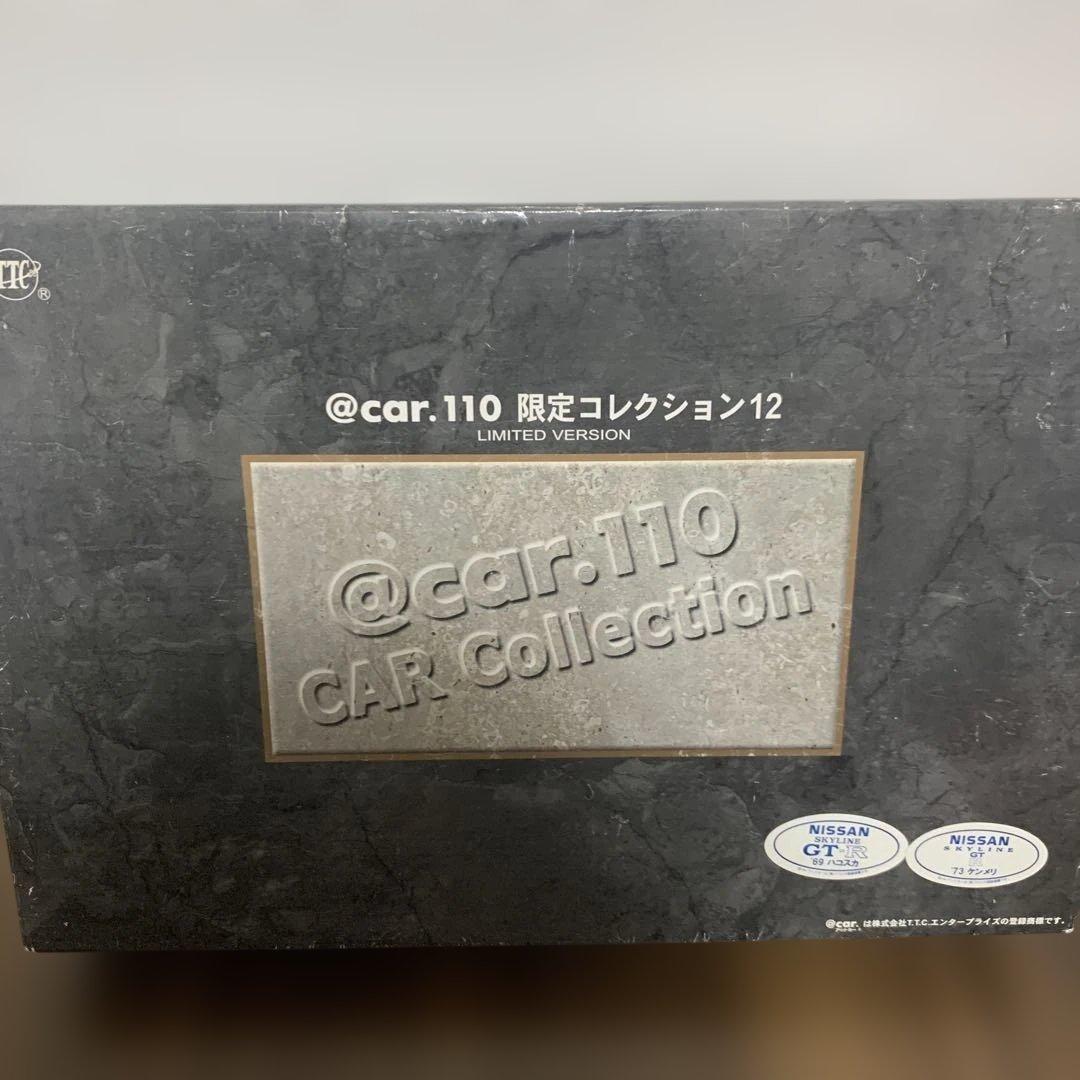 TTC
®
@car.110 限定コレクション12
LIMITED VERSION
@car.110
CAR Collection
NISSAN
SKYLINE
GT-R
'69 ハコスカ
NISSAN
SKYLINE
GT
R
'73 ケンメリ
@car. は株式会社T.T.C.エンタープライズの登録商標です。